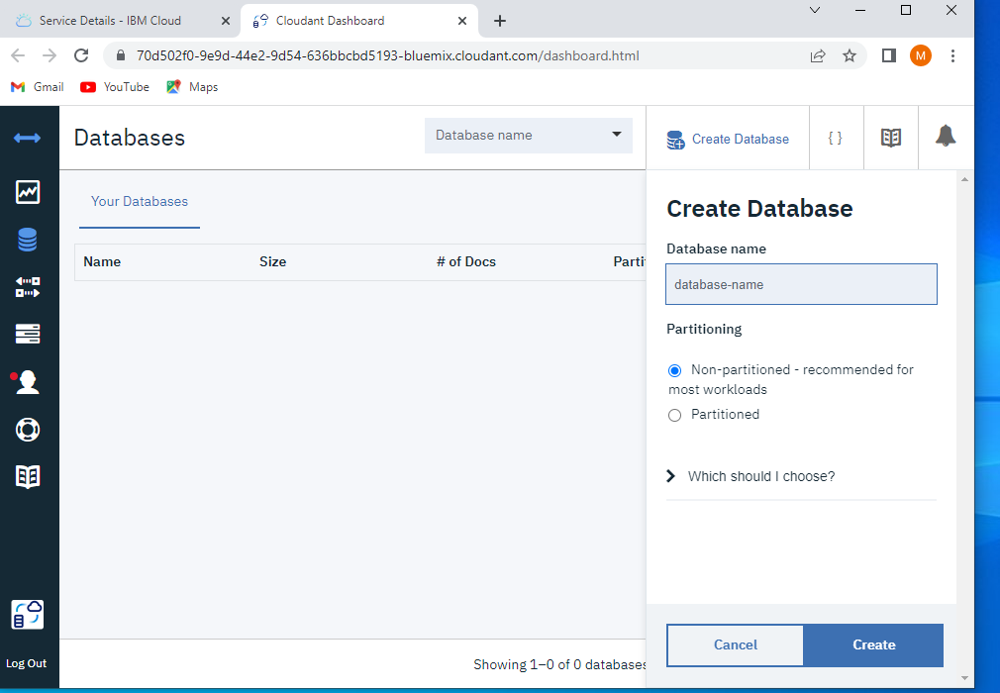 Service Details - IBM Cloud
Cloudant Dashboard
70d502f0-9e9d-44e2-9d54-636bbcbd5193-bluemix.cloudant.com/dashboard.html
M
Gmail
YouTube
Maps
Databases
Database name
Create Database
{ }
Your Databases
Name
Size
# of Docs
Parti
Create Database
Database name
database-name
Partitioning
Non-partitioned - recommended for
most workloads
Partitioned
Which should I choose?
Cancel
Create
Log Out
Showing 1–0 of 0 databases